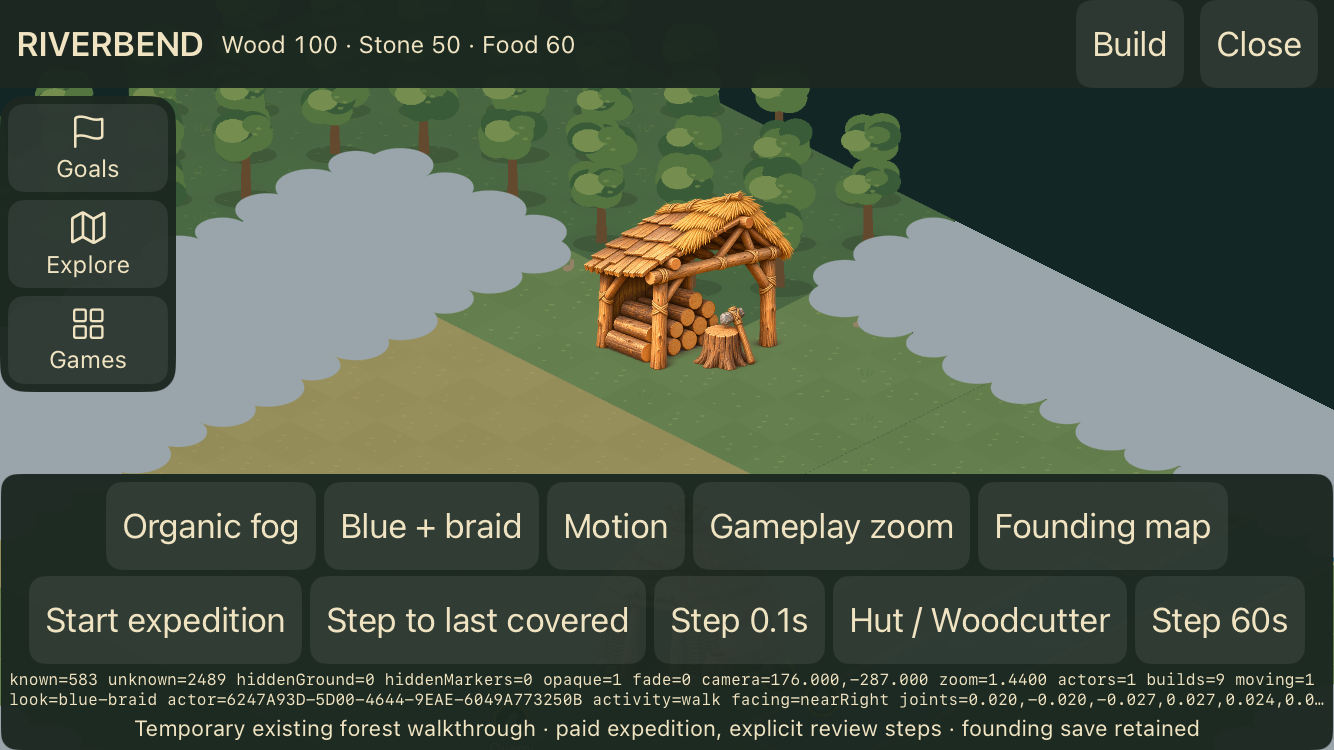 RIVERBEND Wood 100 · Stone 50 · Food 60 Build Close
Goals
Explore
Games
Organic fog Blue + braid Motion Gameplay zoom Founding map
Start expedition Step to last covered Step 0.1s Hut / Woodcutter Step 60s
known=583 unknown=2489 hiddenGround=0 hiddenMarkers=0 opaque=1 fade=0 camera=176.000,-287.000 zoom=1.4400 actors=1 builds=9 moving=1
look=blue-braid actor=6247A93D-5D00-4644-9EAE-6049A773250B activity=walk facing=nearRight joints=0.020,-0.020,-0.027,0.027,0.024,0.0…
Temporary existing forest walkthrough · paid expedition, explicit review steps · founding save retained